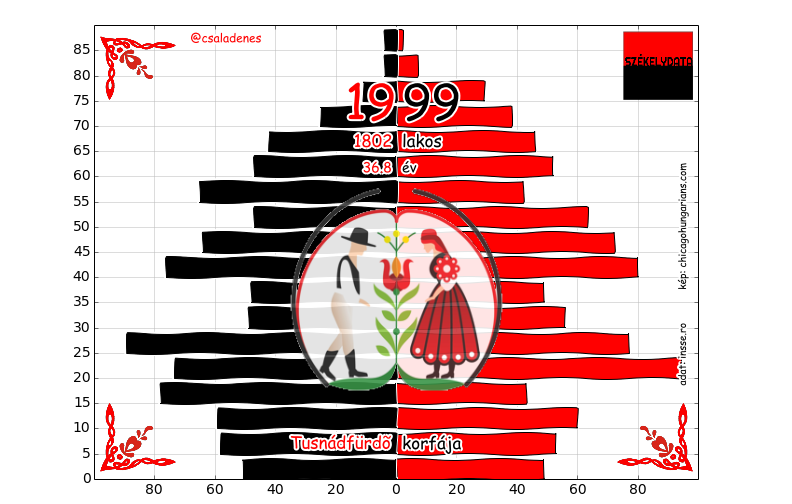 @csaladenes
SZÉKELYDATA
1999
1802 lakos
36.8 év
kép: chicagohungarians.com
adat: insse.ro
Tusnádfürdő korfája
85
80
75
70
65
60
55
50
45
40
35
30
25
20
15
10
5
0
80 60 40 20 0 20 40 60 80